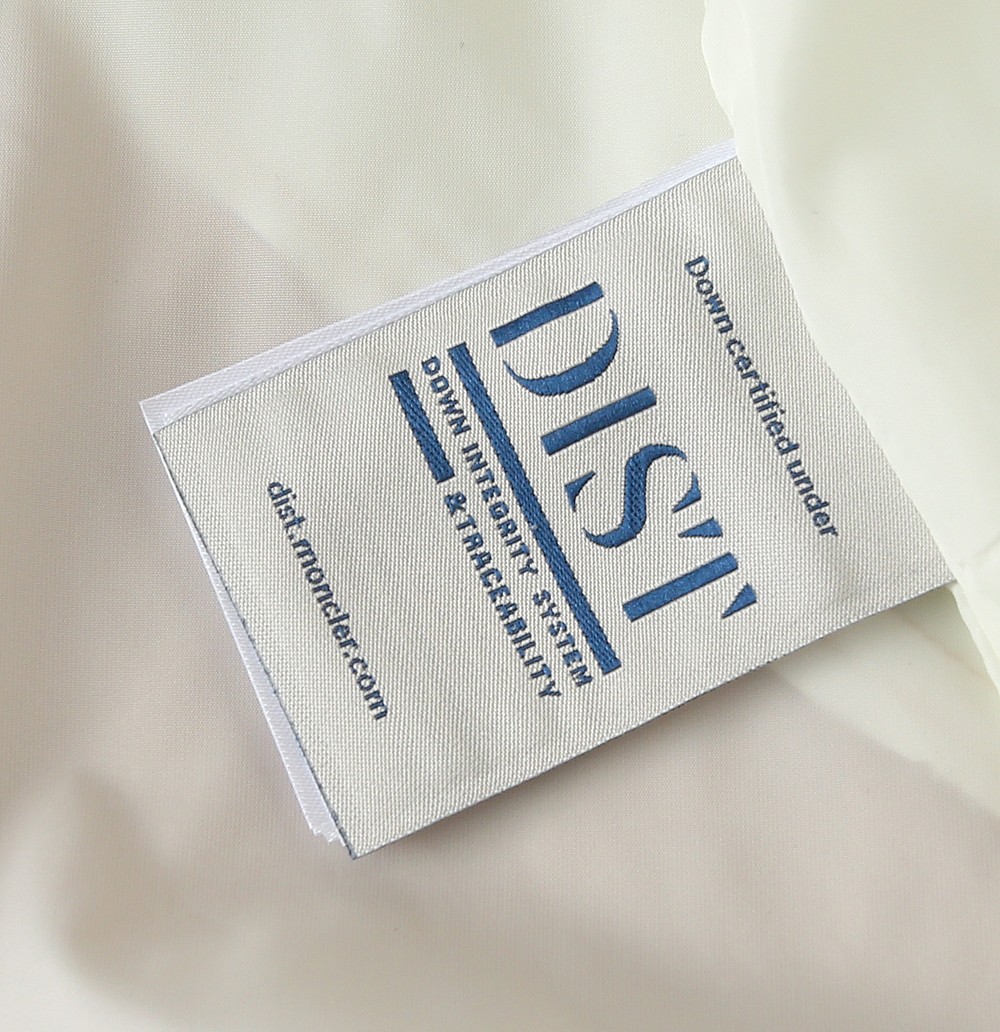 Down certified under
DIST
DOWN INTEGRITY SYSTEM
& TRACEABILITY
dist.moncler.com